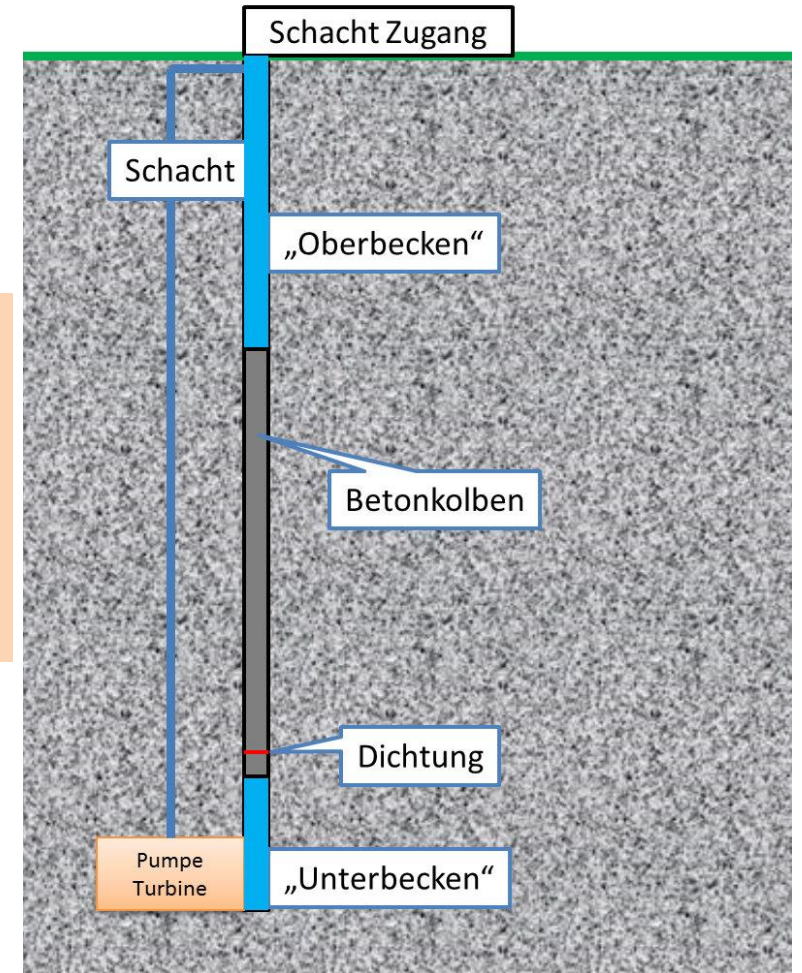 Schacht Zugang
Schacht
„Oberbecken“
Betonkolben
Dichtung
Pumpe
Turbine
„Unterbecken“